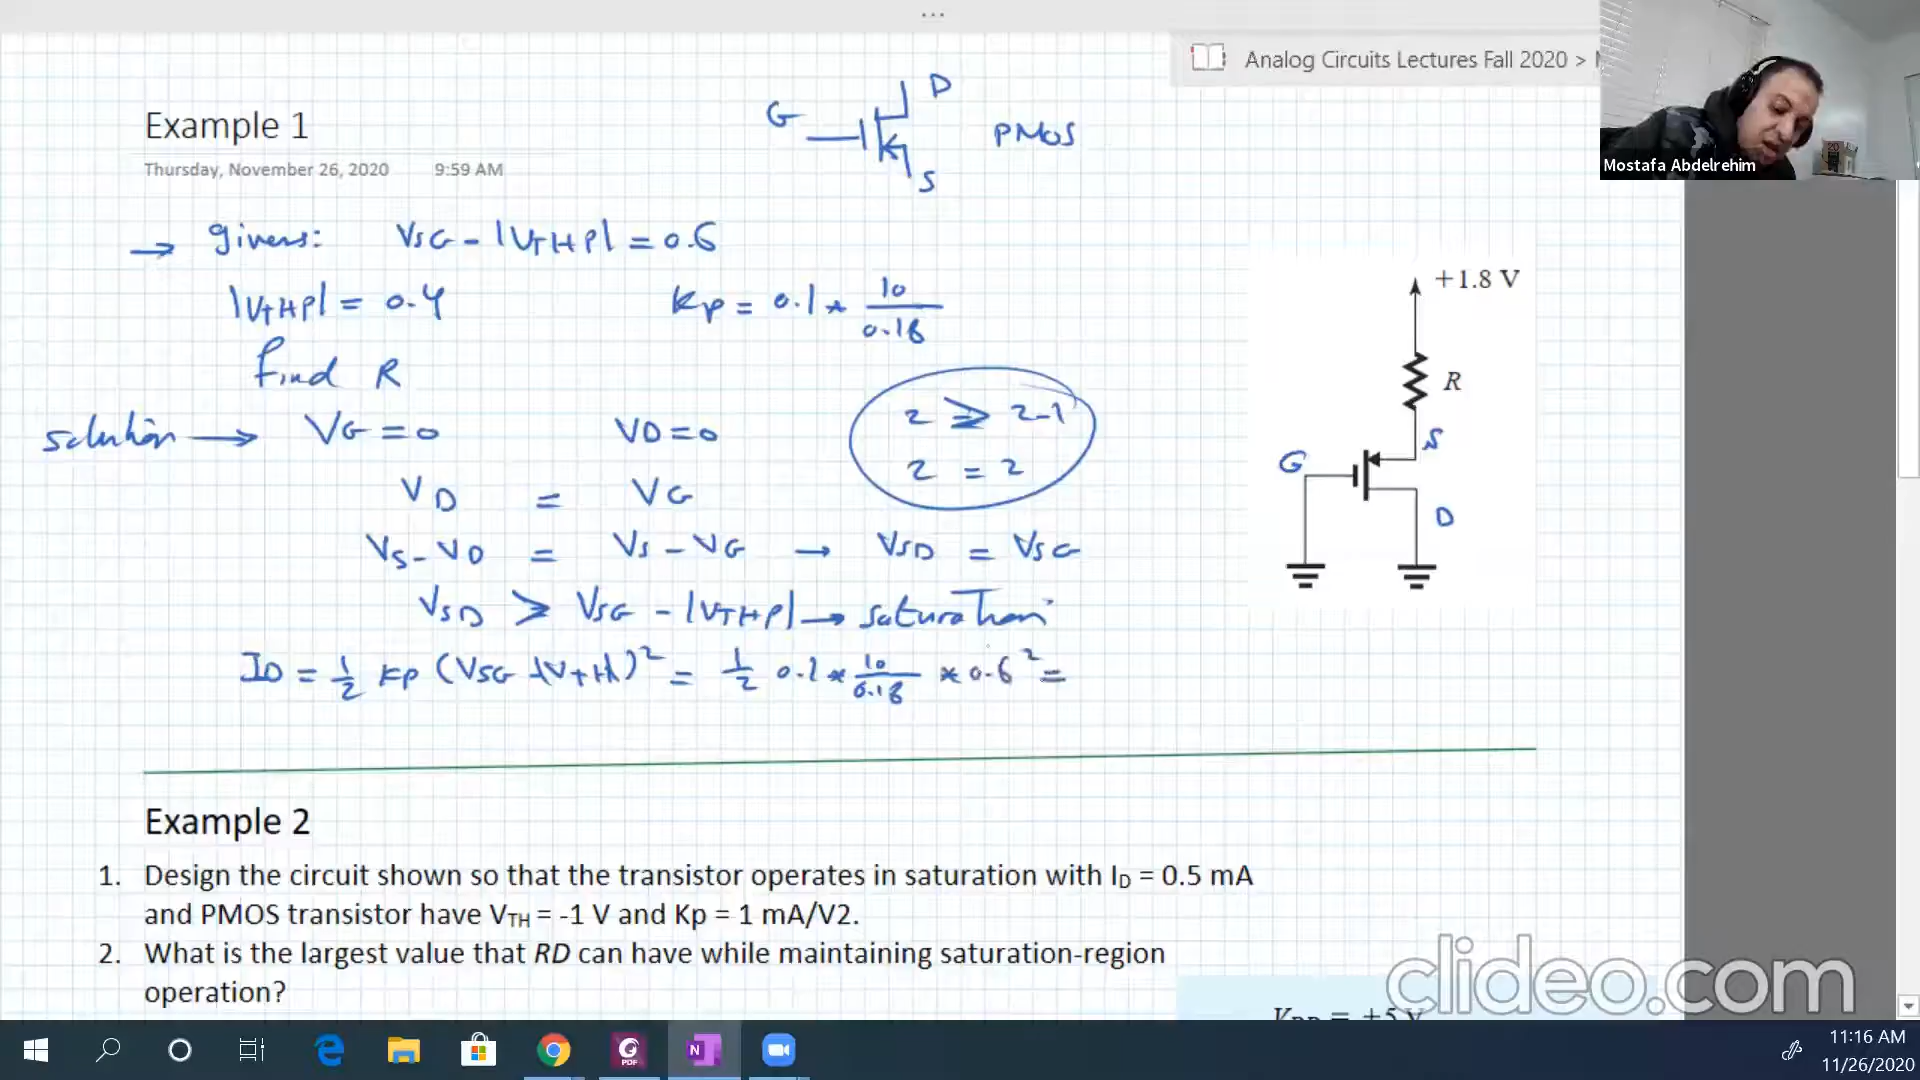 ...
Analog Circuits Lectures Fall 2020 >
Mostafa Abdelrehim
Example 1
Thursday, November 26, 2020 9:59 AM
G D S PMOS
→ givens: VSG - |VTHP| = 0.6
|VTHP| = 0.4 Kp = 0.1 * 10/0.18
find R
solution → VG = 0 VD = 0
2 ≥ 2-1
2 = 2
VD = VG
VS - VD = VS - VG → VSD = VSG
VSD > VSG - |VTHP| → saturation
ID = 1/2 Kp (VSG - |VTH|)² = 1/2 0.1 * 10/0.18 * 0.6² =
+1.8 V
R
S
G
D
Example 2
1. Design the circuit shown so that the transistor operates in saturation with ID = 0.5 mA
and PMOS transistor have VTH = -1 V and Kp = 1 mA/V2.
2. What is the largest value that RD can have while maintaining saturation-region
operation?
VDD = +5 V
clideo.com
PDF
N
11:16 AM
11/26/2020